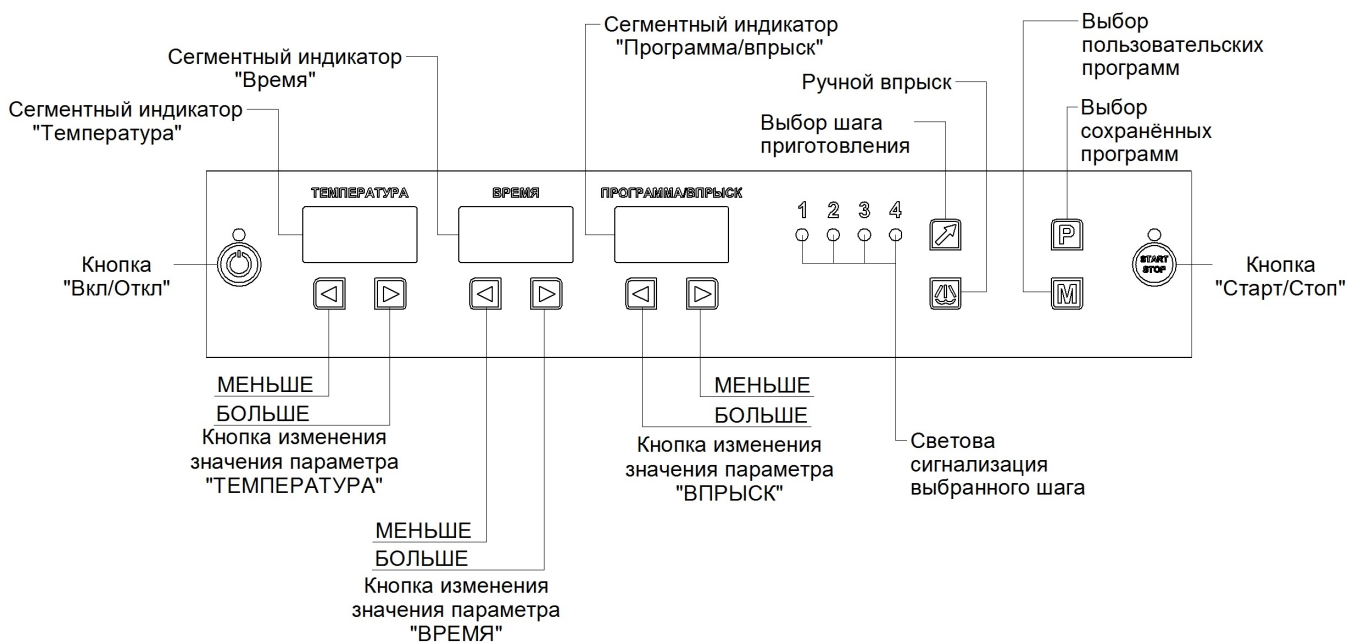 Сегментный индикатор
"Программа/впрыск"
Выбор
пользовательских
программ
Сегментный индикатор
"Время"
Ручной впрыск
Сегментный индикатор
"Температура"
Выбор шага
приготовления
Выбор
сохранённых
программ
ТЕМПЕРАТУРА
ВРЕМЯ
ПРОГРАММА/ВПРЫСК
1 2 3 4
P
START
STOP
M
Кнопка
"Вкл/Откл"
Кнопка
"Старт/Стоп"
МЕНЬШЕ
БОЛЬШЕ
Кнопка изменения
значения параметра
"ТЕМПЕРАТУРА"
МЕНЬШЕ
БОЛЬШЕ
Кнопка изменения
значения параметра
"ВПРЫСК"
Светова
сигнализация
выбранного шага
МЕНЬШЕ
БОЛЬШЕ
Кнопка изменения
значения параметра
"ВРЕМЯ"